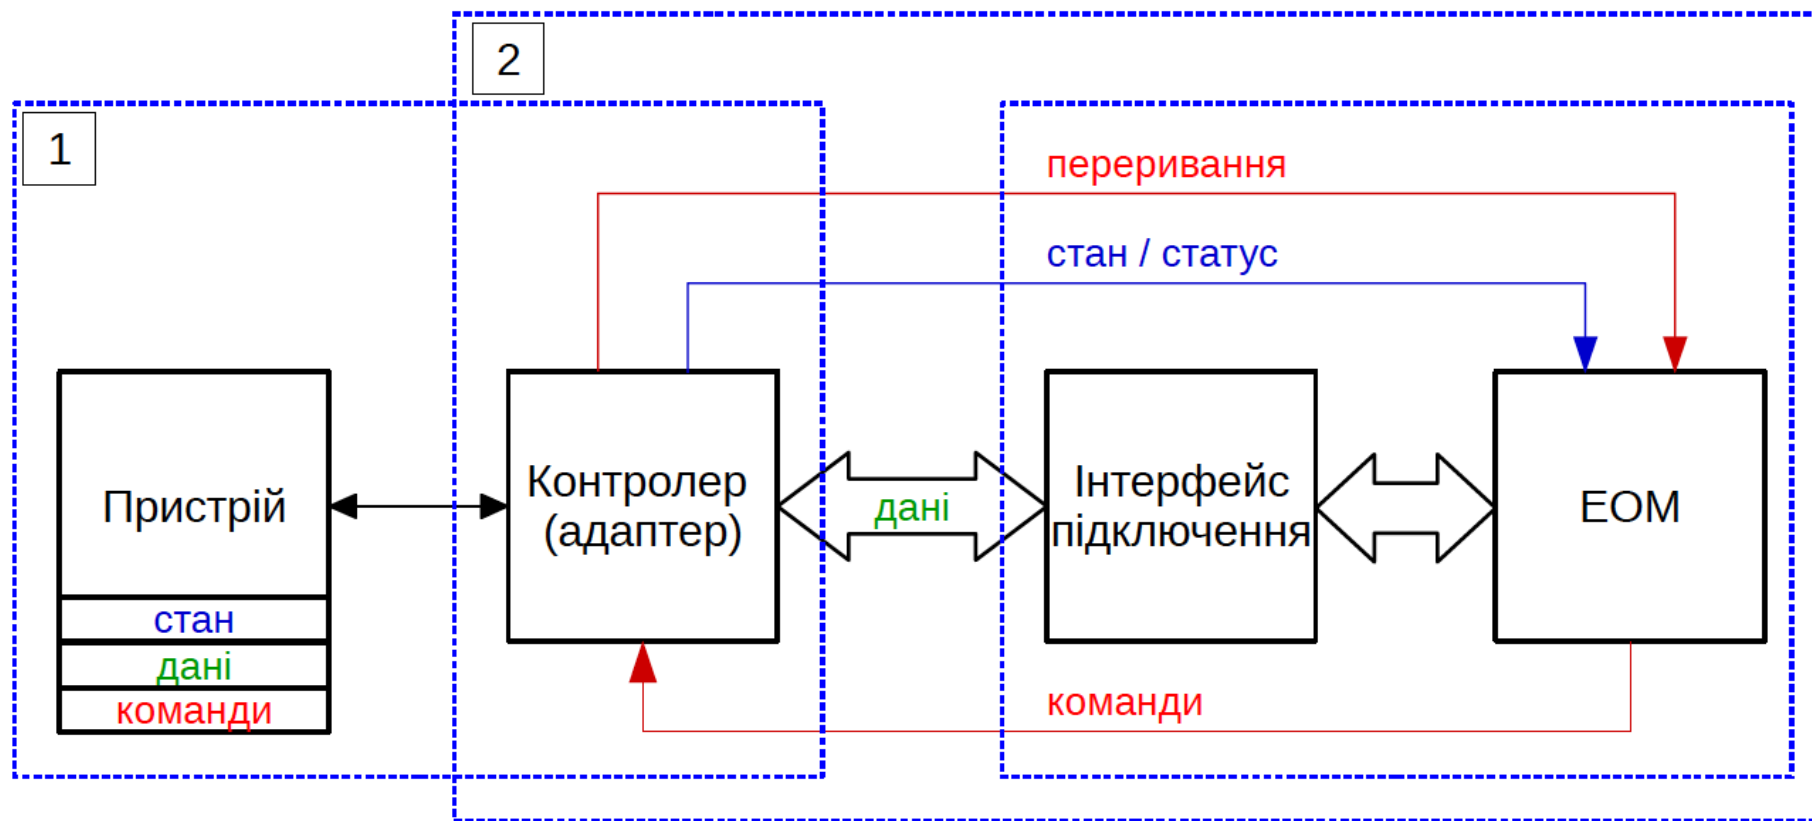 2
1
переривання
стан / статус
Пристрій
Контролер
(адаптер)
дані
Інтерфейс
підключення
ЕОМ
стан
дані
команди
команди